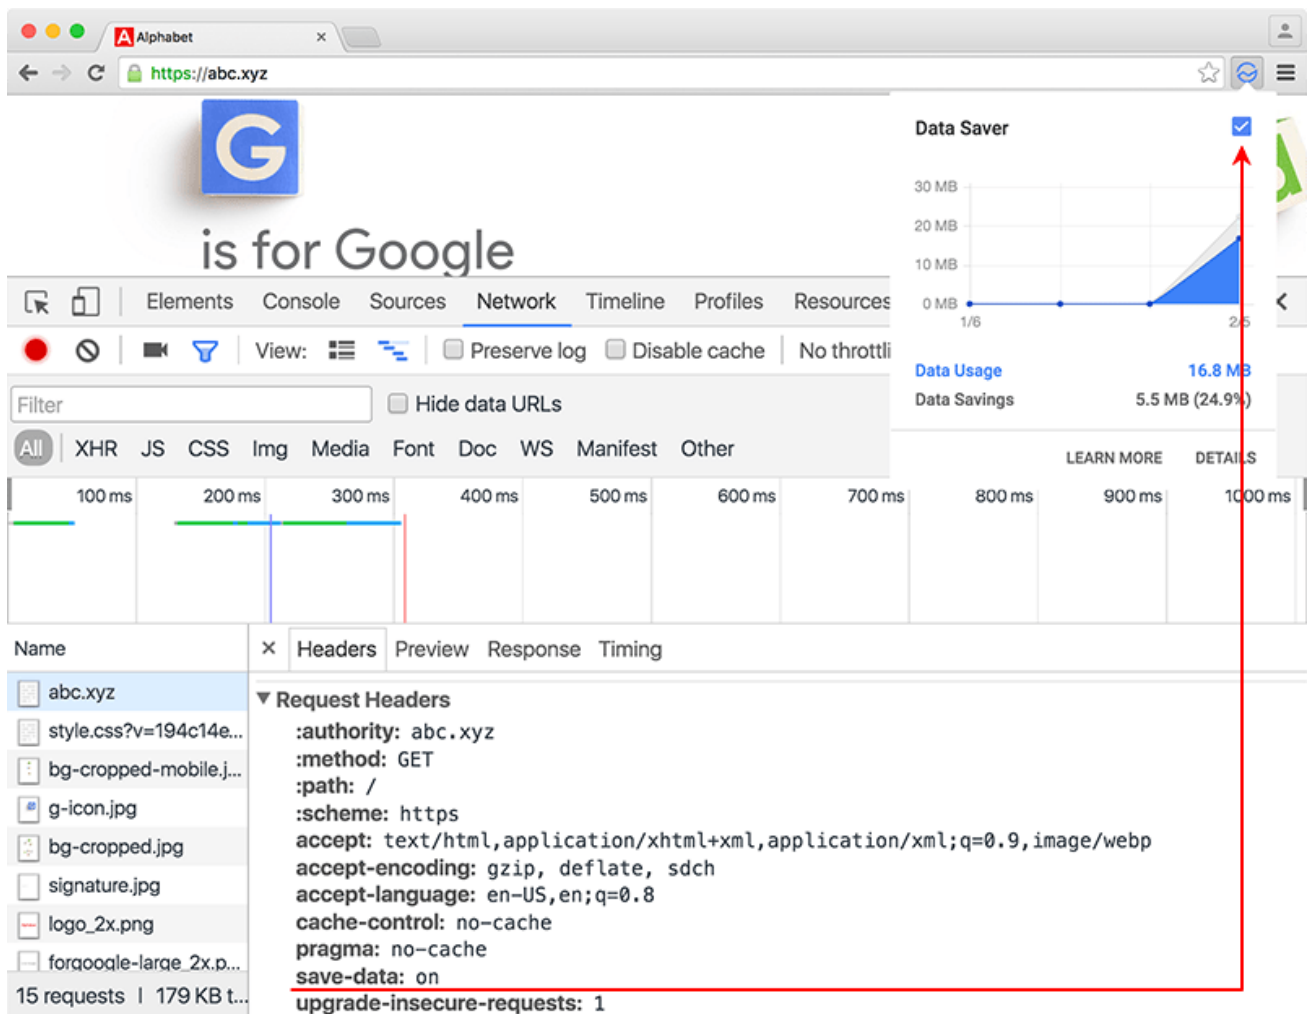 Alphabet
https://abc.xyz
G
is for Google
Data Saver
30 MB
20 MB
10 MB
0 MB
1/6 2/5
Data Usage 16.8 MB
Data Savings 5.5 MB (24.9%)
LEARN MORE DETAILS
Elements Console Sources Network Timeline Profiles Resources
View: Preserve log Disable cache No throttli
Filter Hide data URLs
All XHR JS CSS Img Media Font Doc WS Manifest Other
100 ms 200 ms 300 ms 400 ms 500 ms 600 ms 700 ms 800 ms 900 ms 1000 ms
Name
abc.xyz
style.css?v=194c14e...
bg-cropped-mobile.j...
g-icon.jpg
bg-cropped.jpg
signature.jpg
logo_2x.png
forgoogle-large_2x.p...
15 requests | 179 KB t...
Headers Preview Response Timing
Request Headers
:authority: abc.xyz
:method: GET
:path: /
:scheme: https
accept: text/html,application/xhtml+xml,application/xml;q=0.9,image/webp
accept-encoding: gzip, deflate, sdch
accept-language: en-US,en;q=0.8
cache-control: no-cache
pragma: no-cache
save-data: on
upgrade-insecure-requests: 1